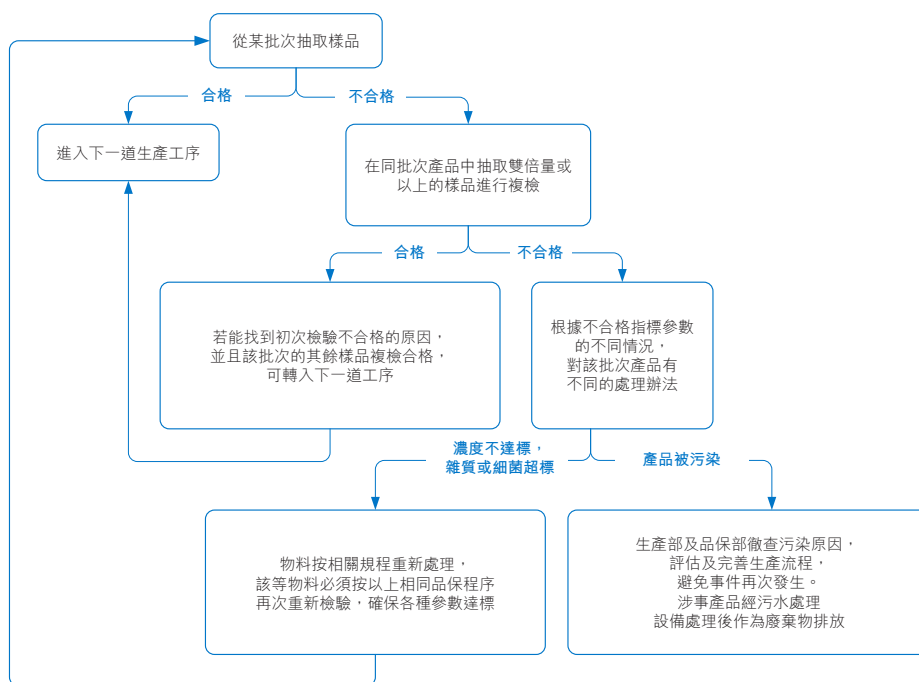 從某批次抽取樣品
合格
不合格
進入下一道生產工序
在同批次產品中抽取雙倍量或
以上的樣品進行複檢
合格
不合格
若能找到初次檢驗不合格的原因，
並且該批次的其餘樣品複檢合格，
可轉入下一道工序
根據不合格指標參數
的不同情況，
對該批次產品有
不同的處理辦法
濃度不達標，
雜質或細菌超標
產品被污染
物料按相關規程重新處理，
該等物料必須按以上相同品保程序
再次重新檢驗，確保各種參數達標
生產部及品保部徹查污染原因，
評估及完善生產流程，
避免事件再次發生。
涉事產品經污水處理
設備處理後作為廢棄物排放